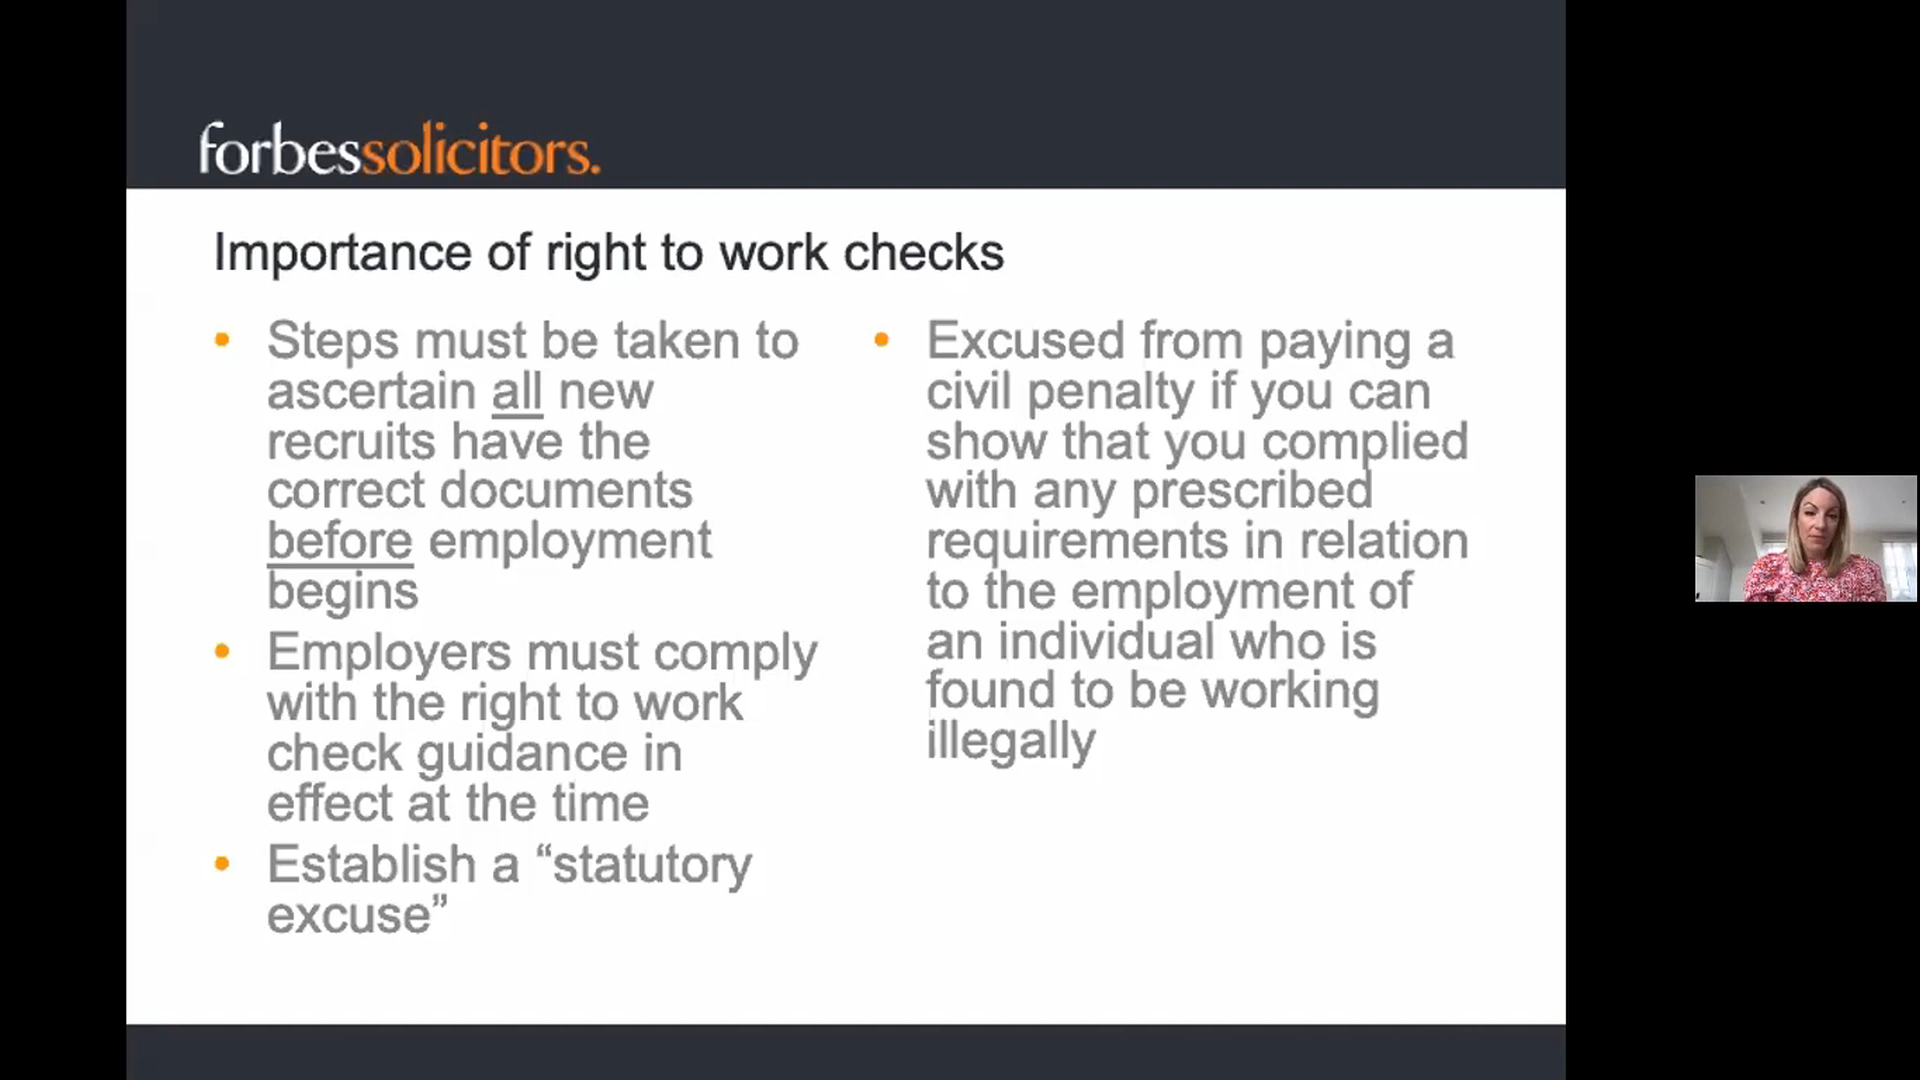 forbessolicitors.
Importance of right to work checks
• Steps must be taken to
ascertain all new
recruits have the
correct documents
before employment
begins
• Employers must comply
with the right to work
check guidance in
effect at the time
• Establish a “statutory
excuse”
• Excused from paying a
civil penalty if you can
show that you complied
with any prescribed
requirements in relation
to the employment of
an individual who is
found to be working
illegally